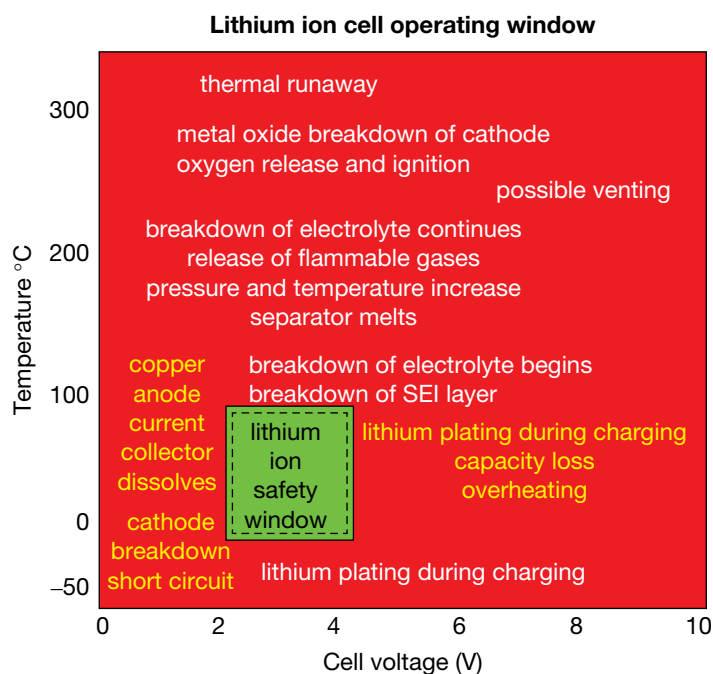 Lithium ion cell operating window
thermal runaway
metal oxide breakdown of cathode
oxygen release and ignition
possible venting
breakdown of electrolyte continues
release of flammable gases
pressure and temperature increase
separator melts
breakdown of electrolyte begins
breakdown of SEI layer
copper
anode
current
collector
dissolves
cathode
breakdown
short circuit
lithium
ion
safety
window
lithium plating during charging
capacity loss
overheating
lithium plating during charging
Temperature °C
300
200
100
0
–50
0 2 4 6 8 10
Cell voltage (V)